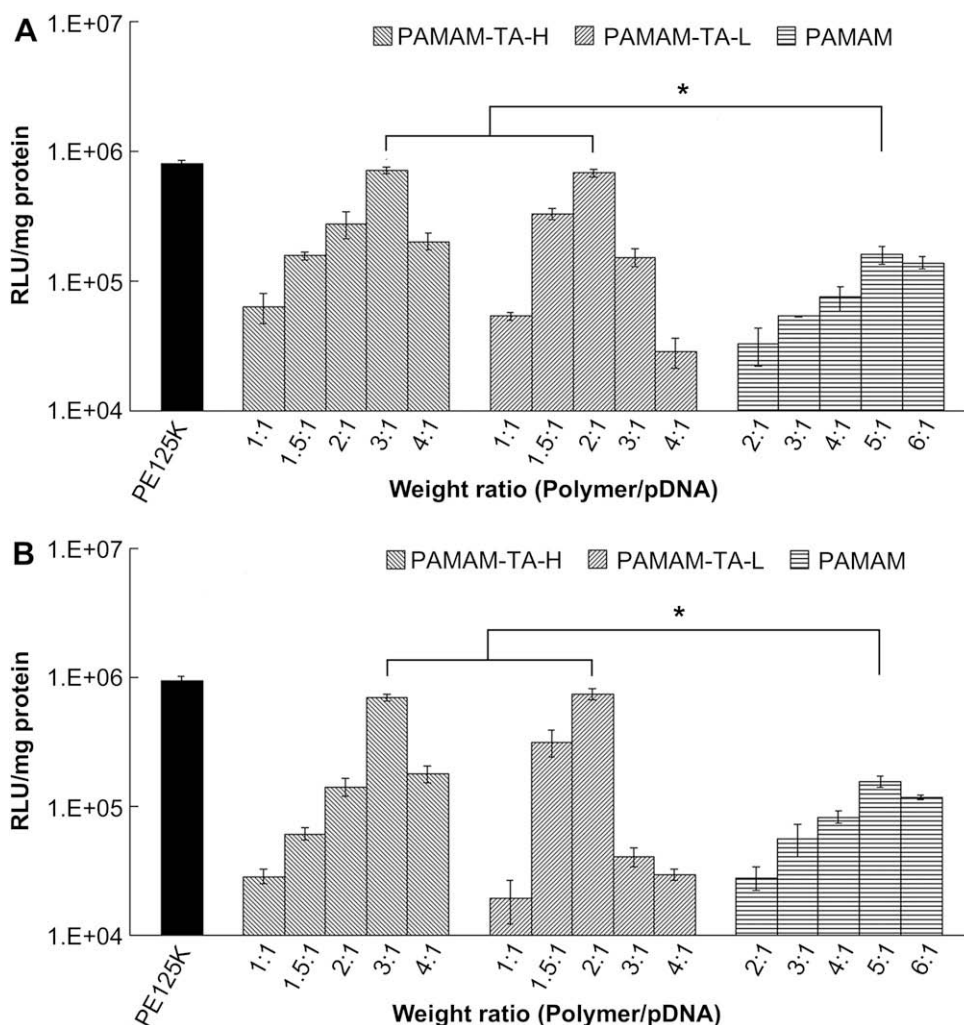 A
PAMAM-TA-H PAMAM-TA-L PAMAM
*
RLU/mg protein
1.E+07
1.E+06
1.E+05
1.E+04
PE125K 1:1 1.5:1 2:1 3:1 4:1 1:1 1.5:1 2:1 3:1 4:1 2:1 3:1 4:1 5:1 6:1
Weight ratio (Polymer/pDNA)
B
PAMAM-TA-H PAMAM-TA-L PAMAM
*
RLU/mg protein
1.E+07
1.E+06
1.E+05
1.E+04
PE125K 1:1 1.5:1 2:1 3:1 4:1 1:1 1.5:1 2:1 3:1 4:1 2:1 3:1 4:1 5:1 6:1
Weight ratio (Polymer/pDNA)